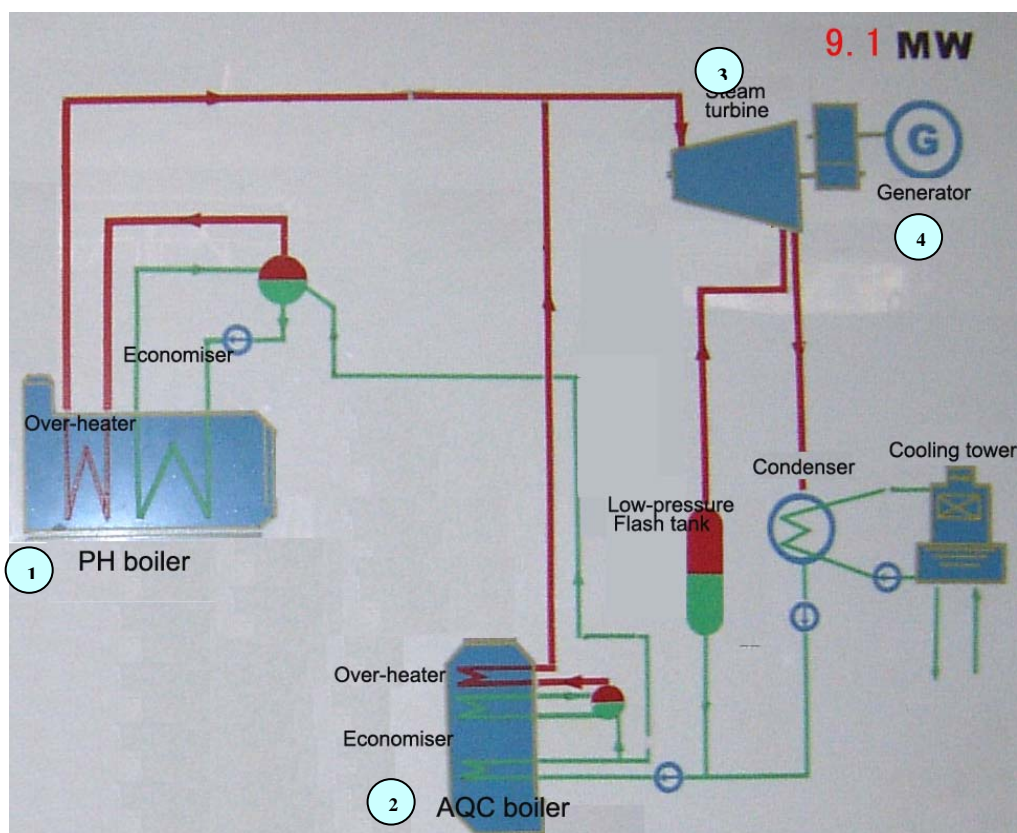 9.1 MW
3
Steam
turbine
G
Generator
4
Economiser
Over-heater
Cooling tower
Condenser
Low-pressure
Flash tank
1
PH boiler
Over-heater
Economiser
2
AQC boiler